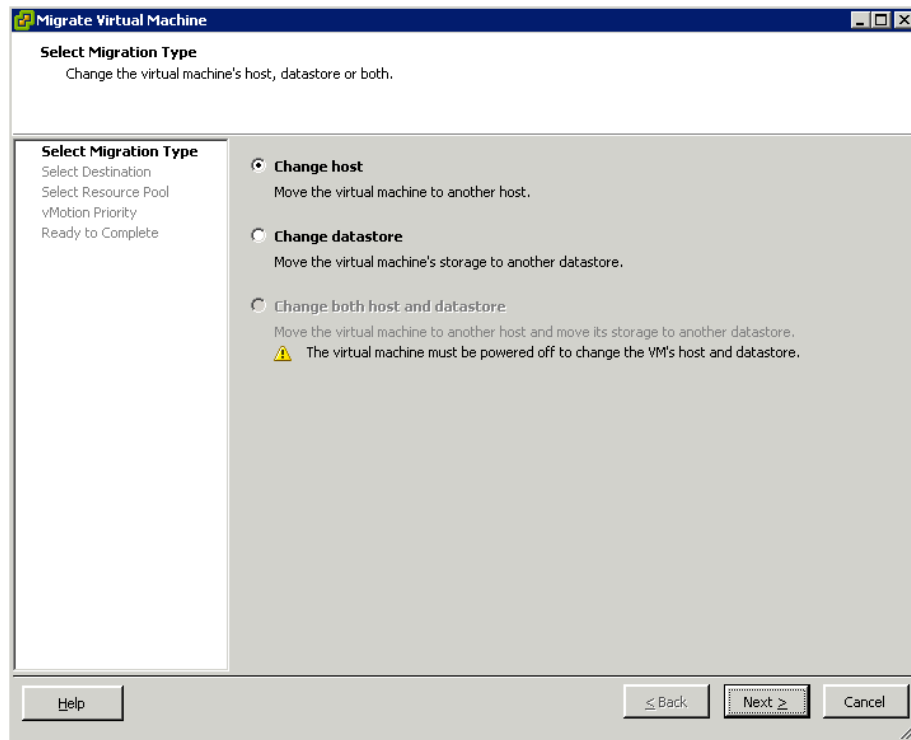 Migrate Virtual Machine
Select Migration Type
Change the virtual machine's host, datastore or both.
Select Migration Type
Select Destination
Select Resource Pool
vMotion Priority
Ready to Complete
Change host
Move the virtual machine to another host.
Change datastore
Move the virtual machine's storage to another datastore.
Change both host and datastore
Move the virtual machine to another host and move its storage to another datastore.
The virtual machine must be powered off to change the VM's host and datastore.
Help
< Back
Next >
Cancel